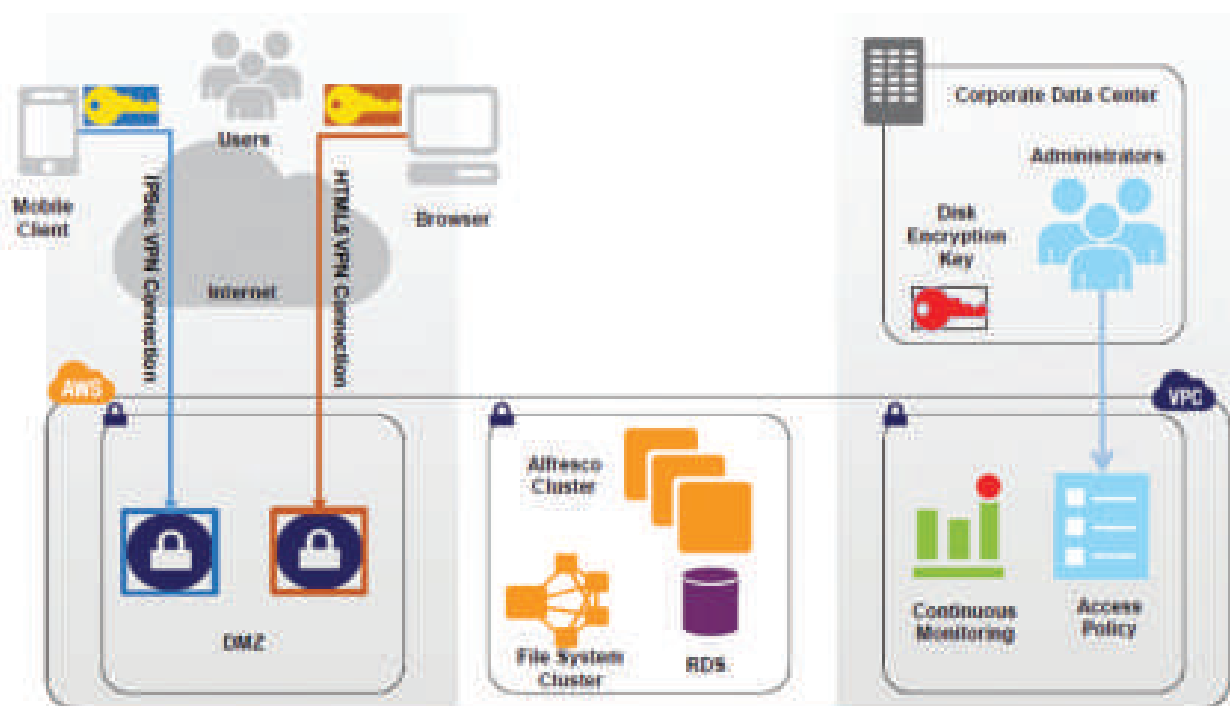 Users
Corporate Data Center
Administrators
Mobile
Client
IPSec VPN Connection
HTML5 VPN Connection
Browser
Disk
Encryption
Key
Internet
AWS
VPC
Alfresco
Cluster
DMZ
File System
Cluster
RDS
Continuous
Monitoring
Access
Policy